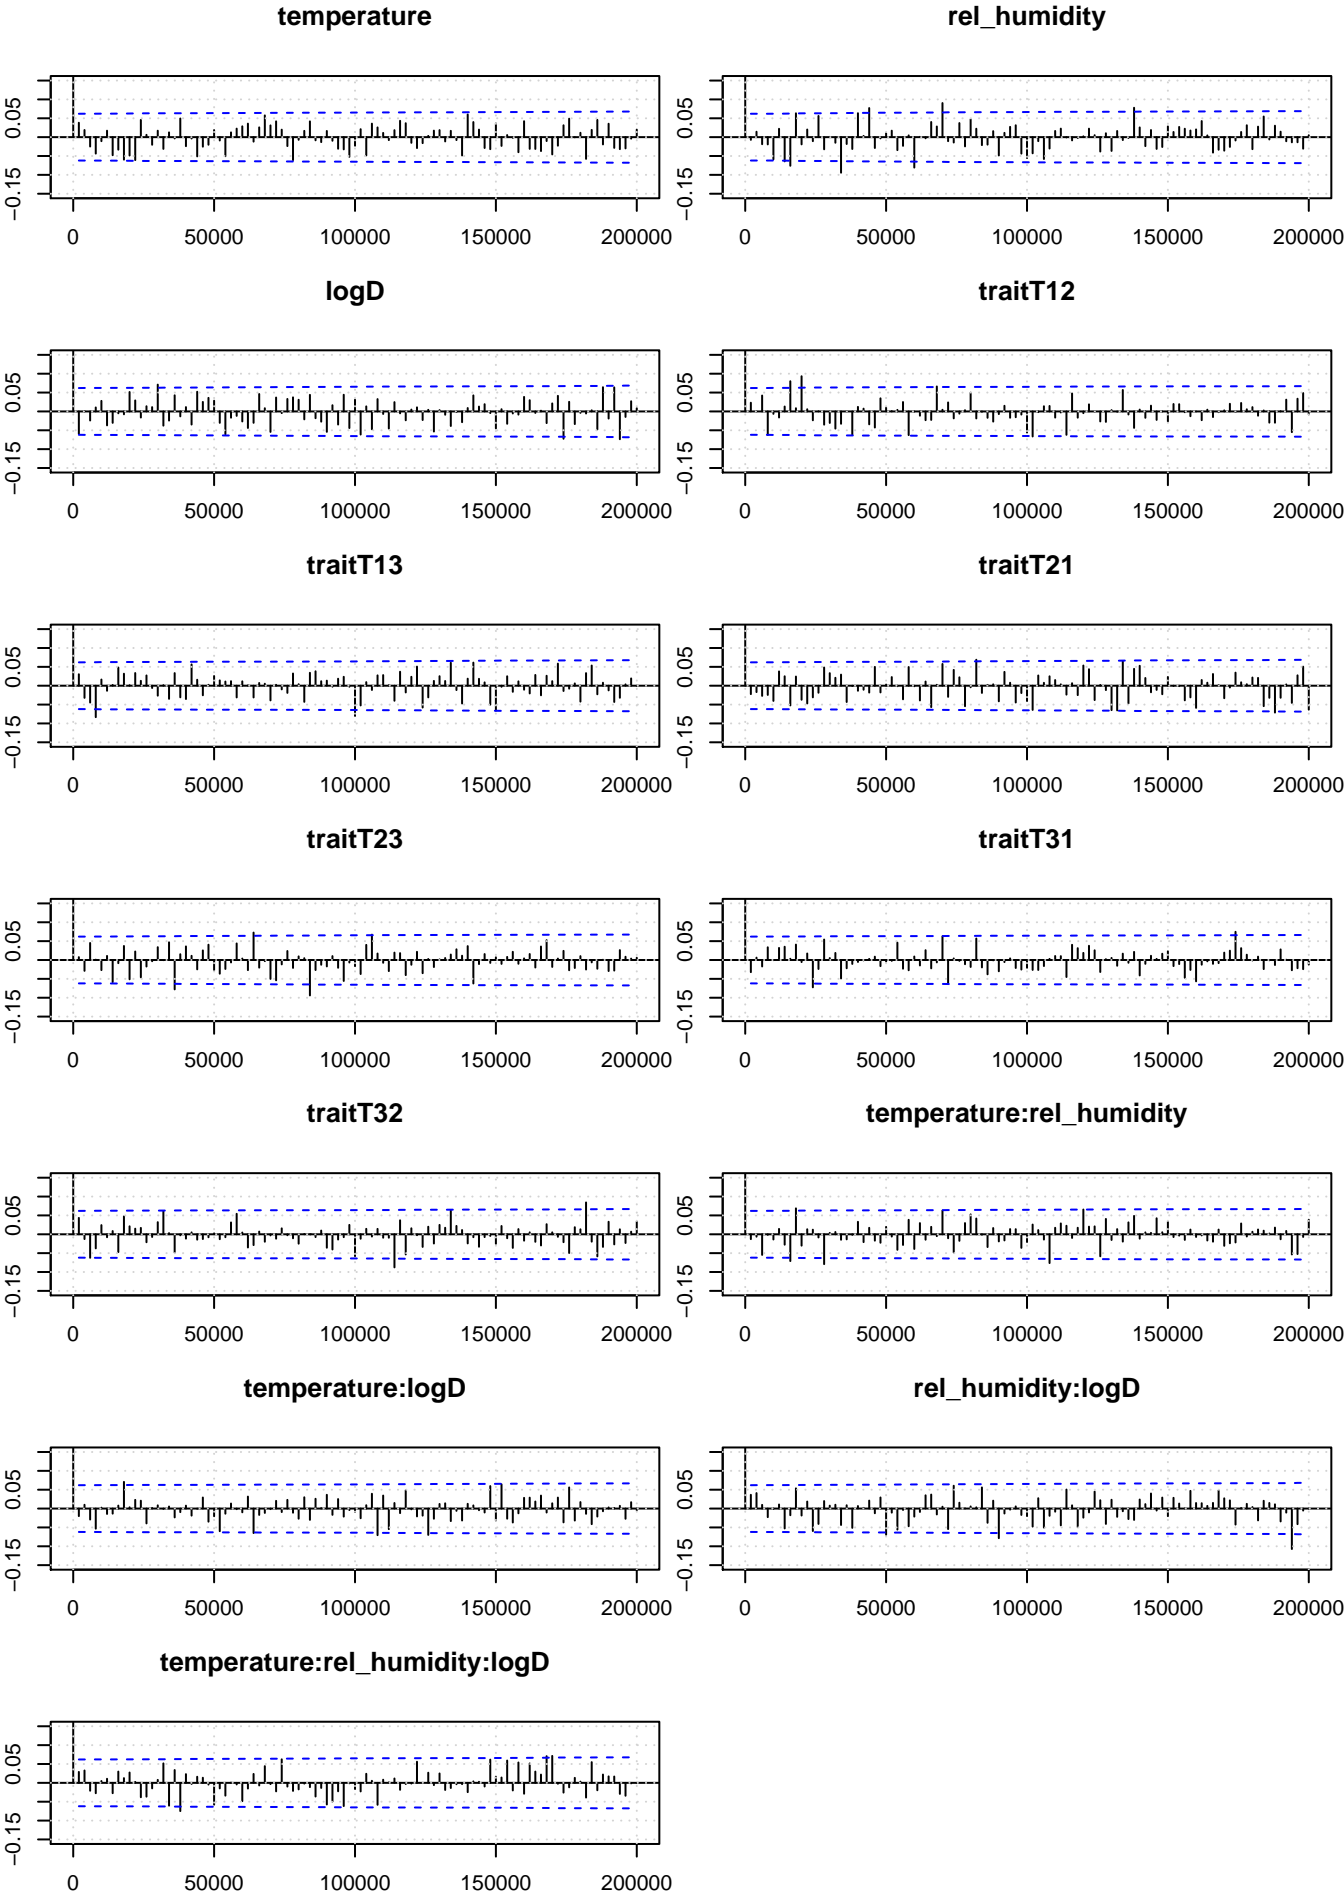 temperature
rel_humidity
0.05
−0.15
0.05
−0.15
0 50000 100000 150000 200000
0 50000 100000 150000 200000
logD
traitT12
0.05
−0.15
0.05
−0.15
0 50000 100000 150000 200000
0 50000 100000 150000 200000
traitT13
traitT21
0.05
−0.15
0.05
−0.15
0 50000 100000 150000 200000
0 50000 100000 150000 200000
traitT23
traitT31
0.05
−0.15
0.05
−0.15
0 50000 100000 150000 200000
0 50000 100000 150000 200000
traitT32
temperature:rel_humidity
0.05
−0.15
0.05
−0.15
0 50000 100000 150000 200000
0 50000 100000 150000 200000
temperature:logD
rel_humidity:logD
0.05
−0.15
0.05
−0.15
0 50000 100000 150000 200000
0 50000 100000 150000 200000
temperature:rel_humidity:logD
0.05
−0.15
0 50000 100000 150000 200000